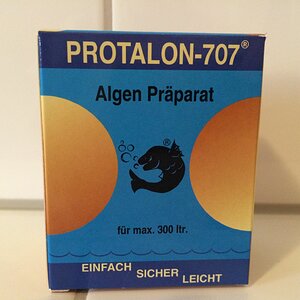 PROTALON-707®
Algen Präparat
für max. 300 ltr.
EINFACH SICHER LEICHT